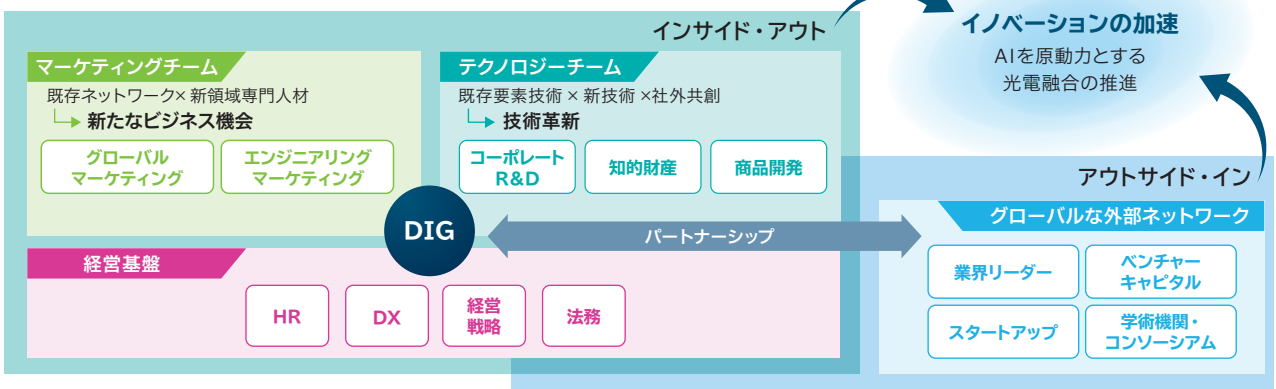 インサイド・アウト
マーケティングチーム
既存ネットワーク× 新領域専門人材
新たなビジネス機会
グローバル
マーケティング
エンジニアリング
マーケティング
テクノロジーチーム
既存要素技術 × 新技術 ×社外共創
技術革新
コーポレート
R&D
知的財産
商品開発
DIG
パートナーシップ
経営基盤
HR
DX
経営
戦略
法務
イノベーションの加速
AIを原動力とする
光電融合の推進
アウトサイド・イン
グローバルな外部ネットワーク
業界リーダー
ベンチャー
キャピタル
スタートアップ
学術機関・
コンソーシアム